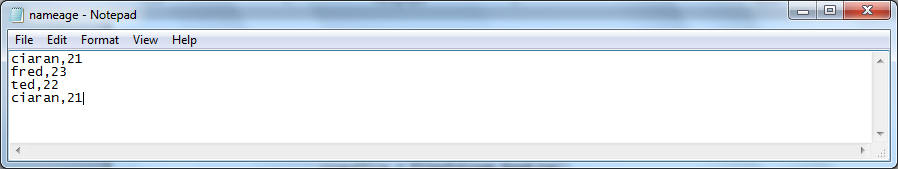 nameage - Notepad
File Edit Format View Help
ciaran,21
fred,23
ted,22
ciaran,21